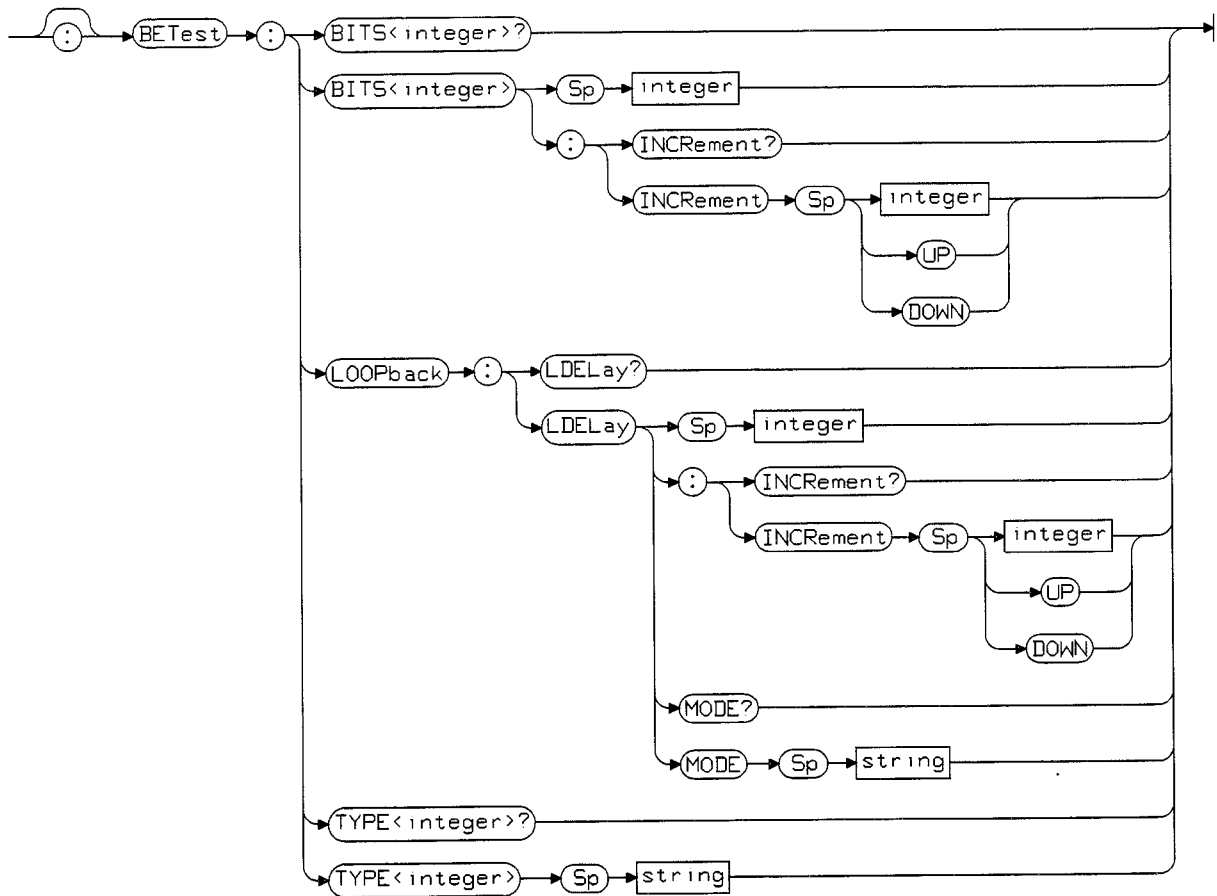 : BETest : BITS<integer>?
BITS<integer> Sp integer
: INCRement?
INCRement Sp integer
UP
DOWN
LOOPback : LDELay?
LDELay Sp integer
: INCRement?
INCRement Sp integer
UP
DOWN
MODE?
MODE Sp string
TYPE<integer>?
TYPE<integer> Sp string